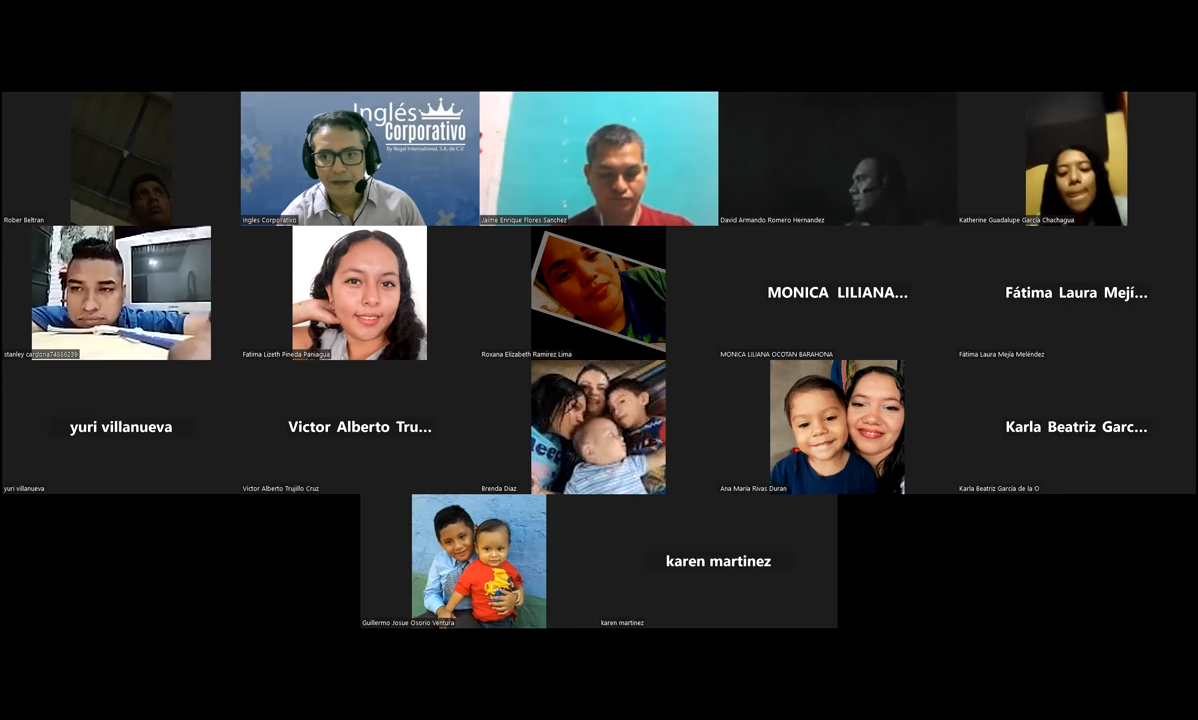 Inglés
Corporativo
By Regal International, S.A. de C.V.
Rober Beltran
Ingles Corporativo
Jaime Enrique Flores Sanchez
David Armando Romero Hernandez
Katherine Guadalupe García Chachagua
stanley cardona74886239
Fatima Lizeth Pineda Paniagua
Roxana Elizabeth Ramirez Lima
MONICA LILIANA...
MONICA LILIANA OCOTAN BARAHONA
Fátima Laura Mejí...
Fátima Laura Mejía Meléndez
yuri villanueva
yuri villanueva
Victor Alberto Tru...
Victor Alberto Trujillo Cruz
Brenda Diaz
Ana María Rivas Duran
Karla Beatriz Garc...
Karla Beatriz García de la O
Guillermo Josue Osorio Ventura
karen martinez
karen martinez